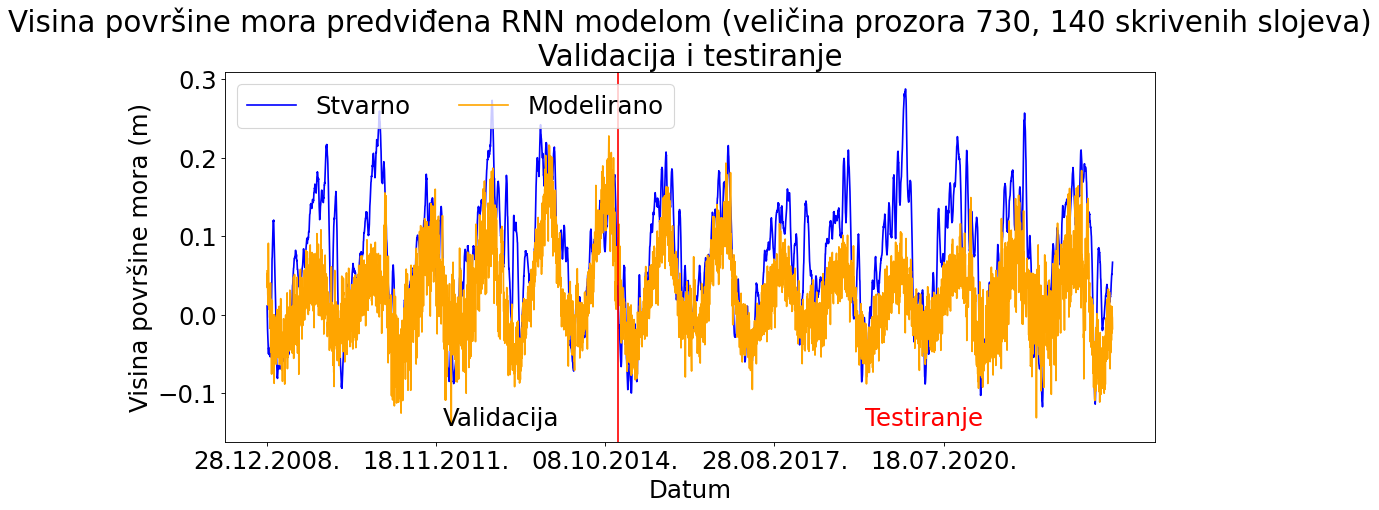 Visina površine mora predviđena RNN modelom (veličina prozora 730, 140 skrivenih slojeva)
Validacija i testiranje
Stvarno
Modelirano
Visina površine mora (m)
0.3
0.2
0.1
0.0
−0.1
Validacija
Testiranje
28.12.2008.
18.11.2011.
08.10.2014.
28.08.2017.
18.07.2020.
Datum